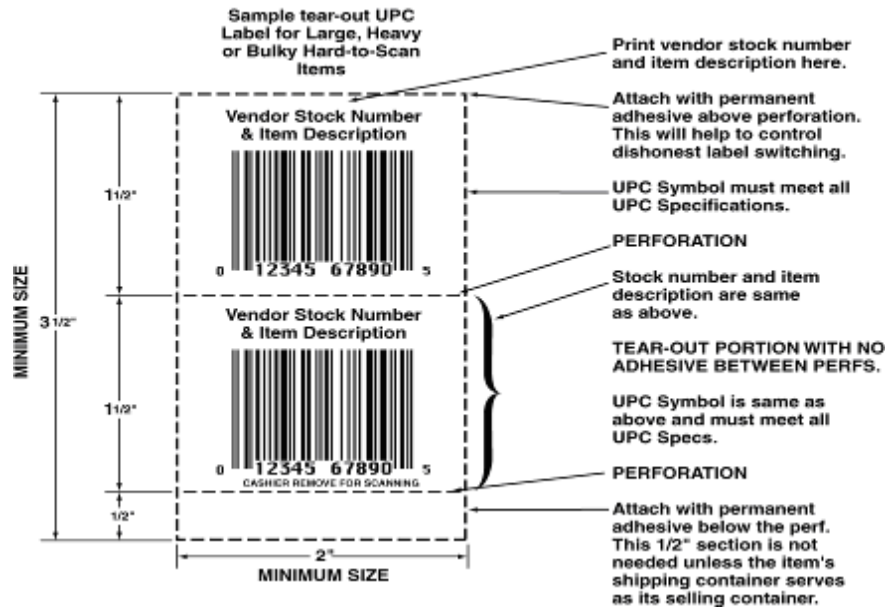 Sample tear-out UPC
Label for Large, Heavy
or Bulky Hard-to-Scan
Items
Print vendor stock number
and item description here.
Attach with permanent
adhesive above perforation.
This will help to control
dishonest label switching.
UPC Symbol must meet all
UPC Specifications.
PERFORATION
Stock number and item
description are same
as above.
TEAR-OUT PORTION WITH NO
ADHESIVE BETWEEN PERFS.
UPC Symbol is same as
above and must meet all
UPC Specs.
PERFORATION
Attach with permanent
adhesive below the perf.
This 1/2" section is not
needed unless the item's
shipping container serves
as its selling container.
Vendor Stock Number
& Item Description
0 12345 67890 5
Vendor Stock Number
& Item Description
0 12345 67890 5
CASHIER REMOVE FOR SCANNING
MINIMUM SIZE
3 1/2"
1 1/2"
1 1/2"
1/2"
2"
MINIMUM SIZE